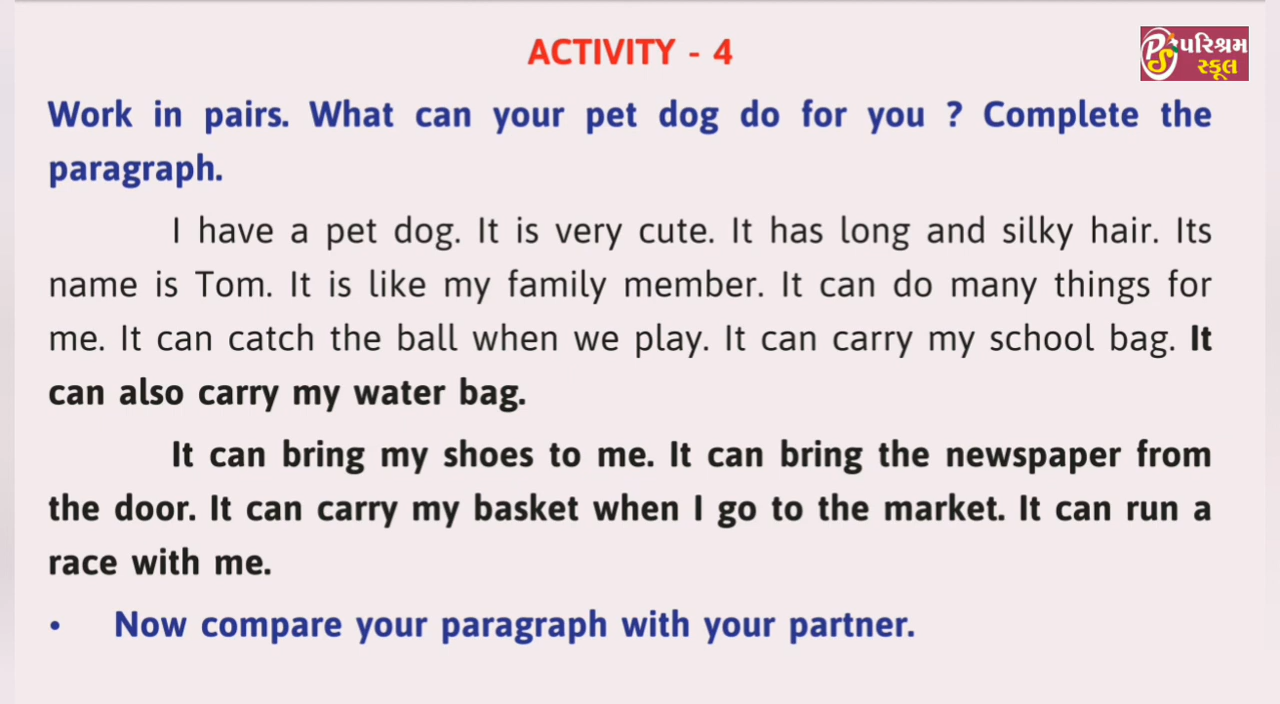 ACTIVITY - 4
PS પરિશ્રમ
સ્કૂલ
Work in pairs. What can your pet dog do for you ? Complete the
paragraph.
I have a pet dog. It is very cute. It has long and silky hair. Its
name is Tom. It is like my family member. It can do many things for
me. It can catch the ball when we play. It can carry my school bag. It
can also carry my water bag.
It can bring my shoes to me. It can bring the newspaper from
the door. It can carry my basket when I go to the market. It can run a
race with me.
• Now compare your paragraph with your partner.